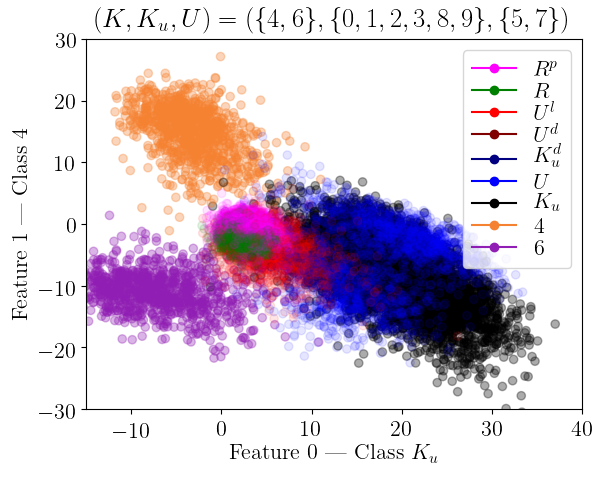 (K, K_u, U) = ({4, 6}, {0, 1, 2, 3, 8, 9}, {5, 7})
30
20
10
0
−10
−20
−30
Feature 1 — Class 4
R^p
R
U^l
U^d
K_u^d
U
K_u
4
6
−10 0 10 20 30 40
Feature 0 — Class K_u